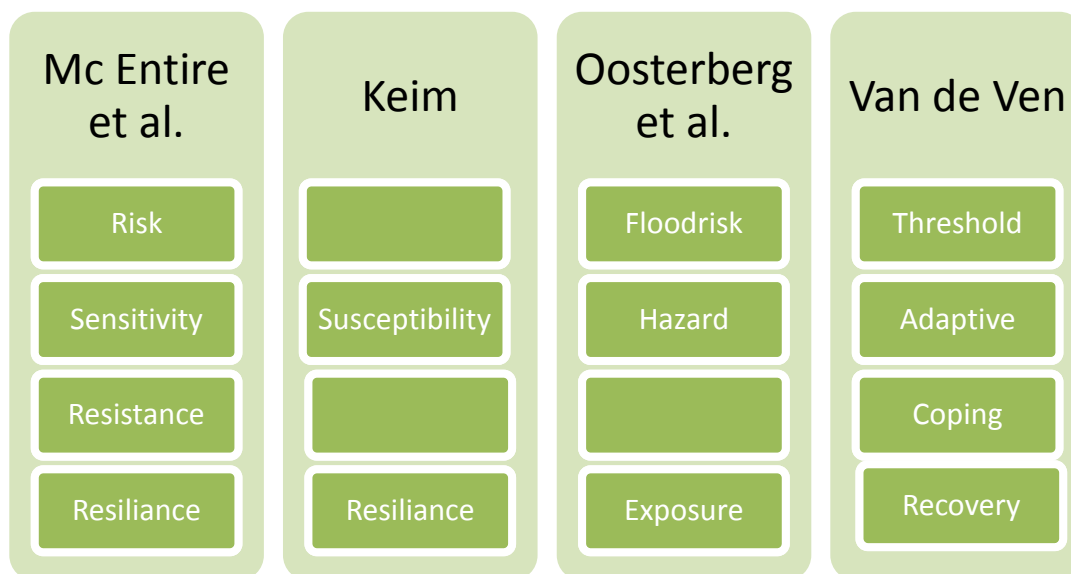 Mc Entire
et al.
Risk
Sensitivity
Resistance
Resiliance
Keim
Susceptibility
Resiliance
Oosterberg
et al.
Floodrisk
Hazard
Exposure
Van de Ven
Threshold
Adaptive
Coping
Recovery